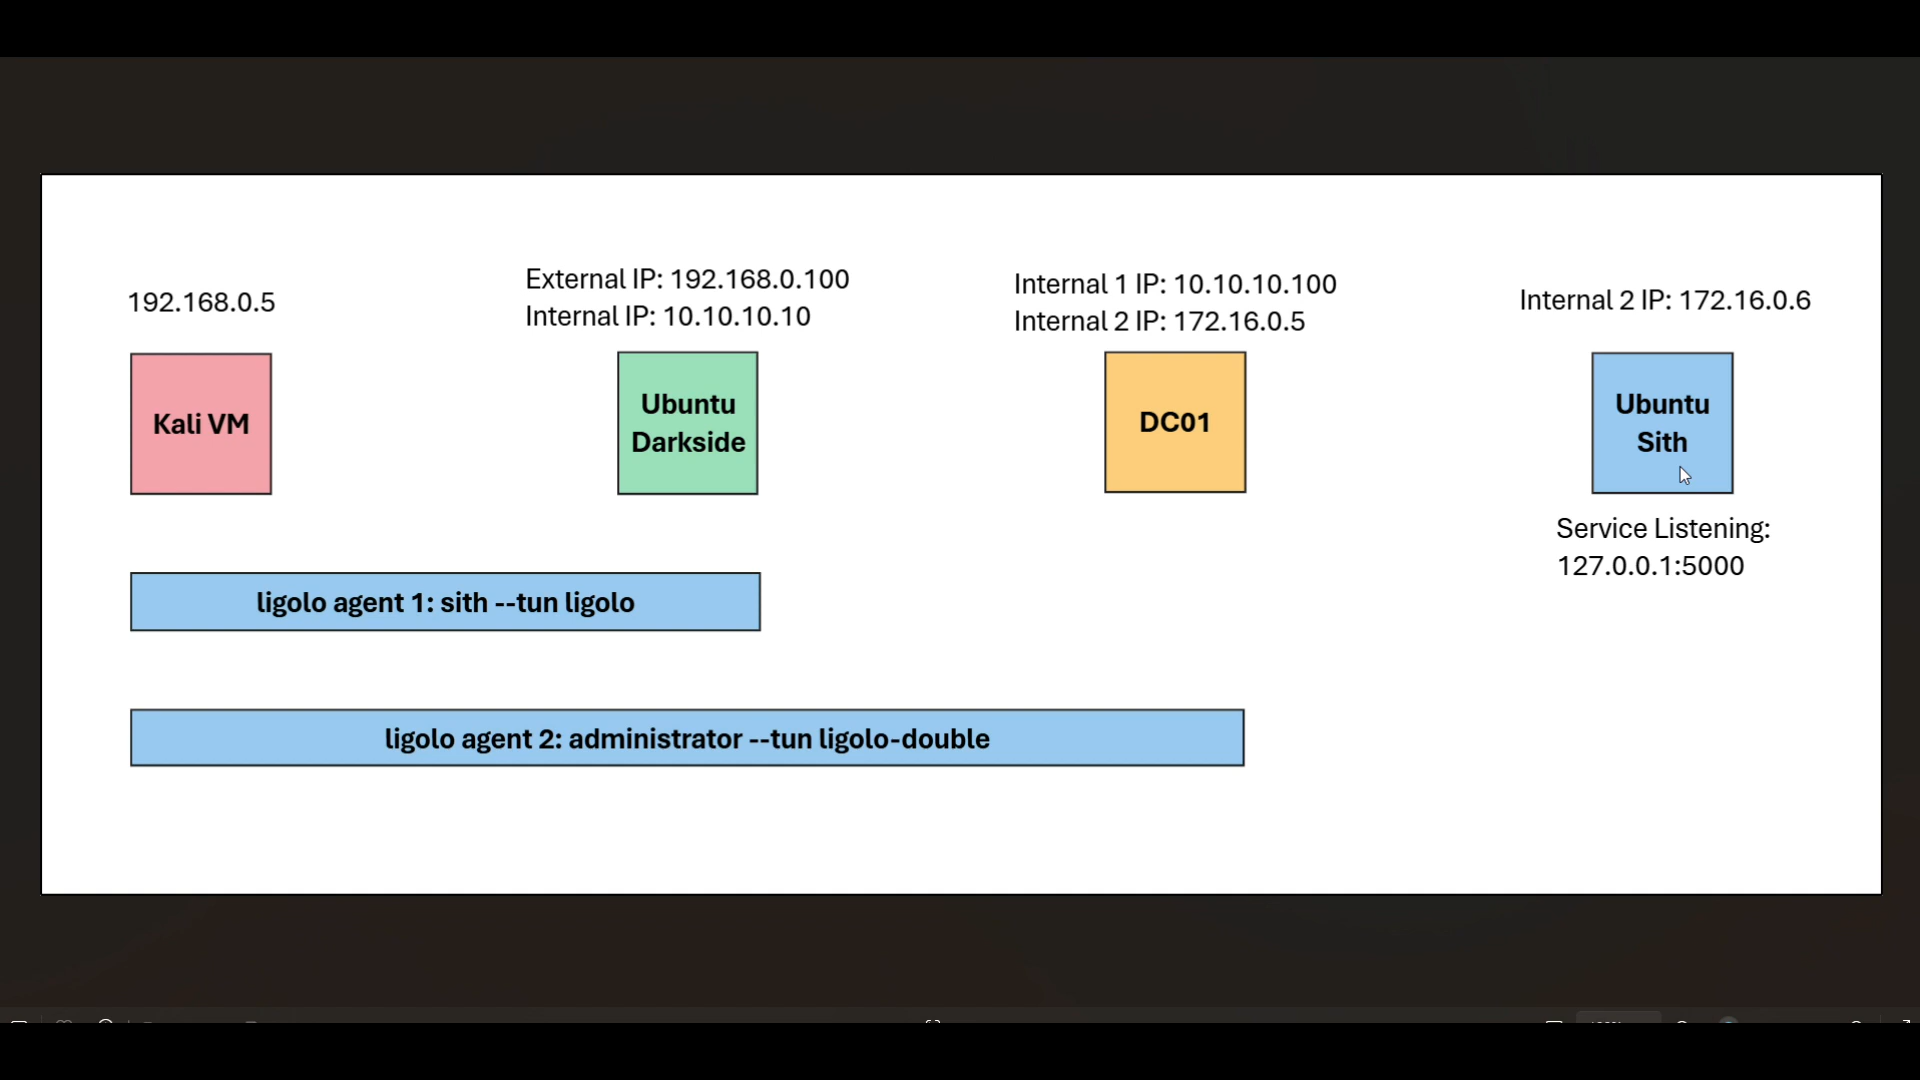 192.168.0.5
External IP: 192.168.0.100
Internal IP: 10.10.10.10
Internal 1 IP: 10.10.10.100
Internal 2 IP: 172.16.0.5
Internal 2 IP: 172.16.0.6
Kali VM
Ubuntu
Darkside
DC01
Ubuntu
Sith
Service Listening:
127.0.0.1:5000
ligolo agent 1: sith --tun ligolo
ligolo agent 2: administrator --tun ligolo-double